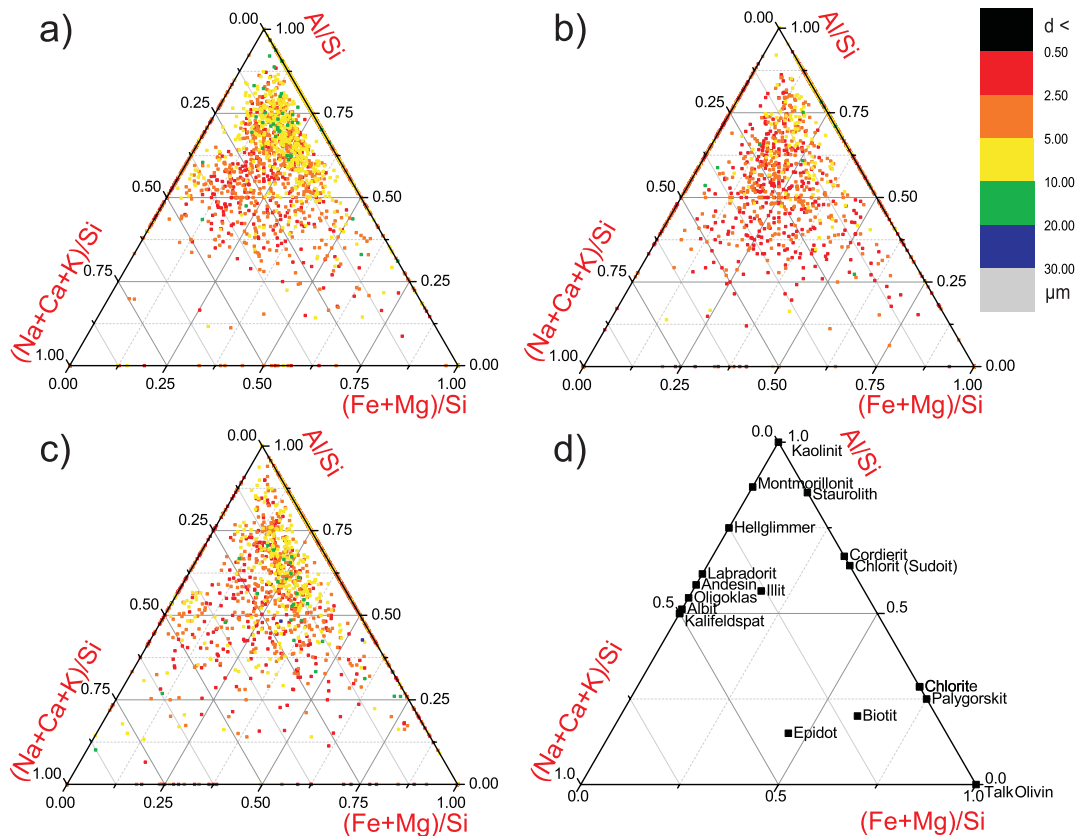 a)
0.00
1.00
Al/Si
0.25
0.75
0.50
0.50
0.75
0.25
(Na+Ca+K)/Si
1.00
0.00
0.00
0.25
0.50
0.75
1.00
(Fe+Mg)/Si
b)
0.00
1.00
Al/Si
0.25
0.75
0.50
0.50
0.75
0.25
(Na+Ca+K)/Si
1.00
0.00
0.00
0.25
0.50
0.75
1.00
(Fe+Mg)/Si
d <
0.50
2.50
5.00
10.00
20.00
30.00
µm
c)
0.00
1.00
Al/Si
0.25
0.75
0.50
0.50
0.75
0.25
(Na+Ca+K)/Si
1.00
0.00
0.00
0.25
0.50
0.75
1.00
(Fe+Mg)/Si
d)
0.0
1.0
Al/Si
Kaolinit
Montmorillonit
Staurolith
Hellglimmer
Cordierit
Chlorit (Sudoit)
Labradorit
Andesin
Illit
Oligoklas
0.5
Albit
0.5
Kalifeldspat
Chlorite
Palygorskit
Biotit
Epidot
(Na+Ca+K)/Si
1.0
0.0
Talk Olivin
0.0
0.5
1.0
(Fe+Mg)/Si